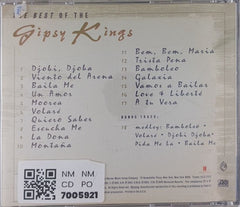 THE BEST OF THE
Gipsy Kings
1 Djobi, Djoba
2 Viento del Arena
3 Baila Me
4 Un Amor
5 Moorea
6 Volaré
7 Quiero Saber
8 Escucha Me
9 La Dona
10 Montaña
11 Bem, Bem, Maria
12 Trista Pena
13 Bamboleo
14 Galaxia
15 Vamos a Bailar
16 Love & Liberté
17 A Tu Vera
BONUS TRACK:
18 medley: Bamboleo -
Volaré - Djobi Djoba -
Pida Me La - Baila Me
NM NM
CD PO
7005921